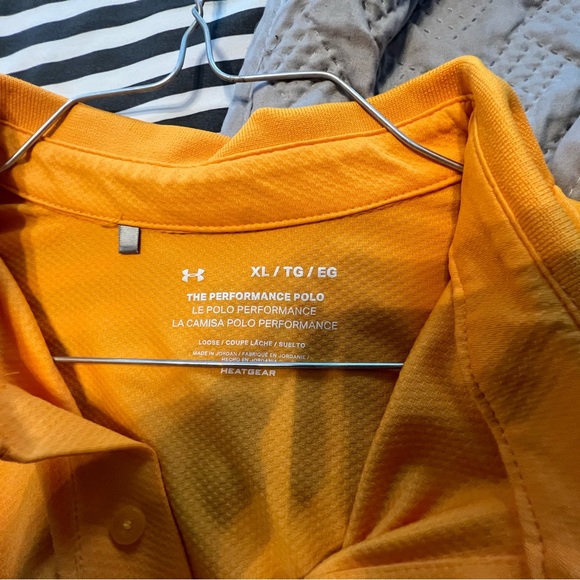 XL / TG / EG
THE PERFORMANCE POLO
LE POLO PERFORMANCE
LA CAMISA POLO PERFORMANCE
LOOSE / COUPE LÂCHE / SUELTO
MADE IN JORDAN / FABRIQUÉ EN JORDANIE /
HECHO EN JORDANIA
HEATGEAR